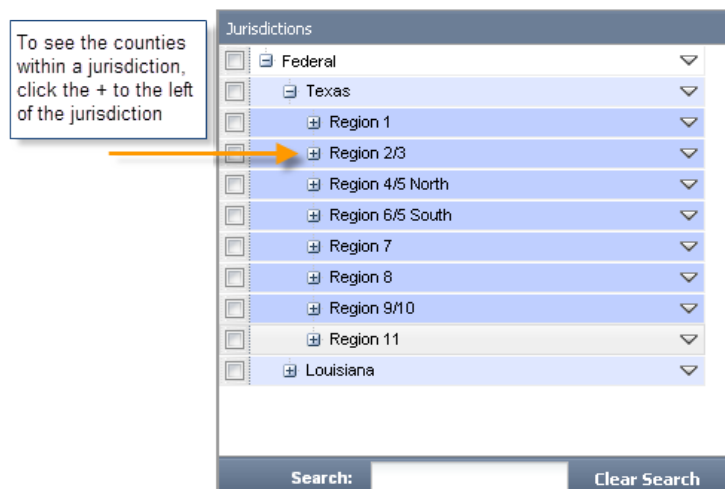 Jurisdictions
To see the counties
within a jurisdiction,
click the + to the left
of the jurisdiction
Federal
Texas
Region 1
Region 2/3
Region 4/5 North
Region 6/5 South
Region 7
Region 8
Region 9/10
Region 11
Louisiana
Search:
Clear Search